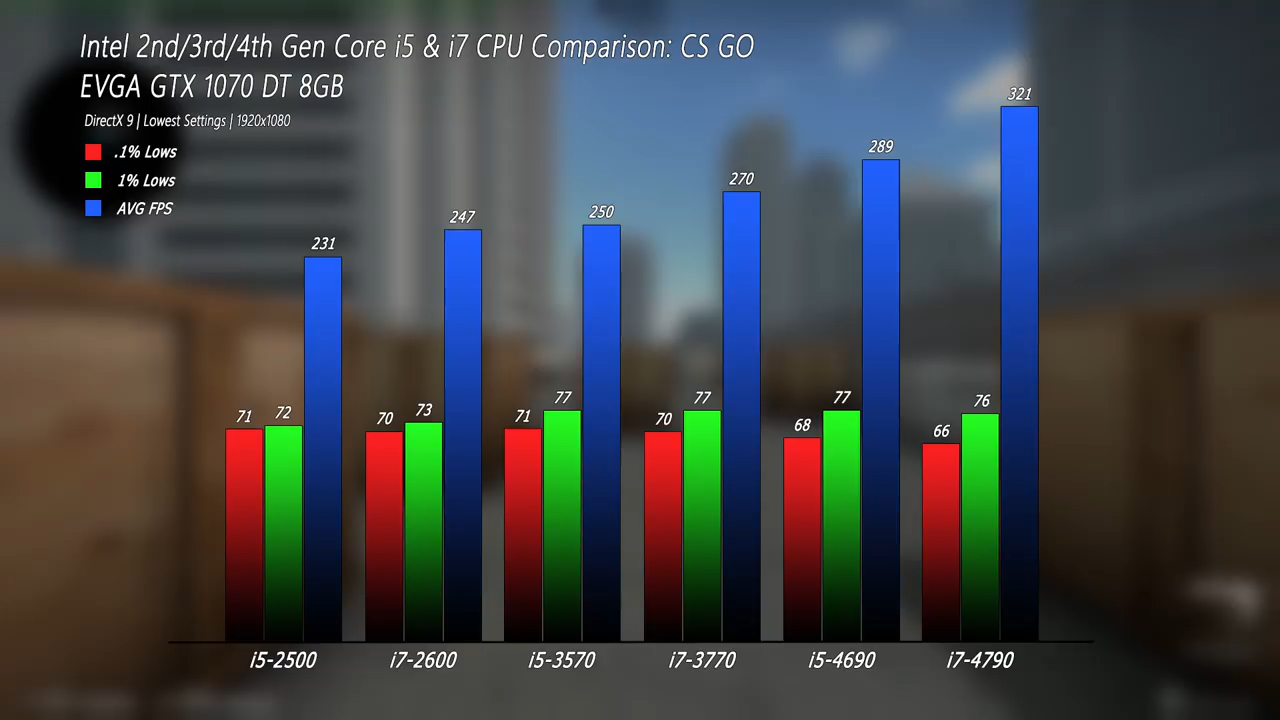 Intel 2nd/3rd/4th Gen Core i5 & i7 CPU Comparison: CS GO
EVGA GTX 1070 DT 8GB
DirectX 9 | Lowest Settings | 1920x1080
.1% Lows
1% Lows
AVG FPS
71 72 231
70 73 247
71 77 250
70 77 270
68 77 289
66 76 321
i5-2500 i7-2600 i5-3570 i7-3770 i5-4690 i7-4790